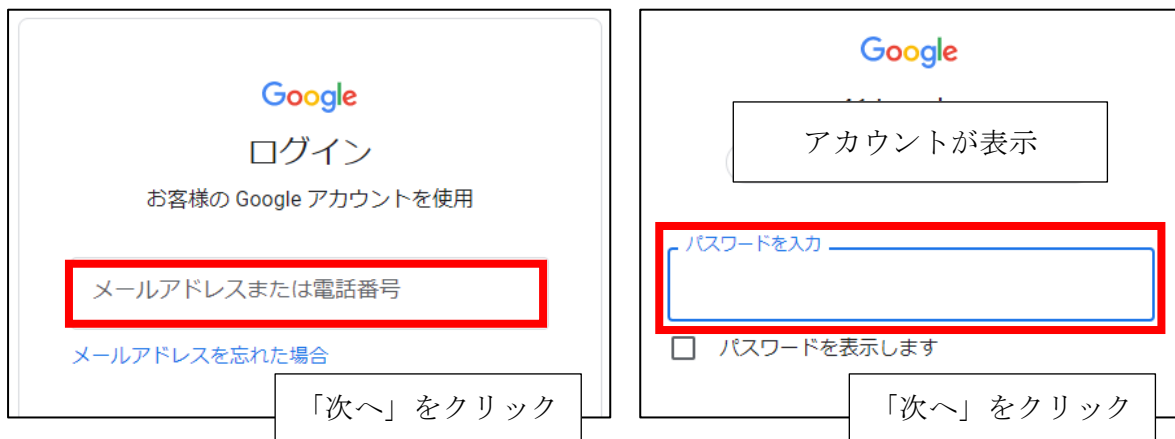 Google
ログイン
お客様の Google アカウントを使用
メールアドレスまたは電話番号
メールアドレスを忘れた場合
「次へ」をクリック
Google
アカウントが表示
パスワードを入力
パスワードを表示します
「次へ」をクリック